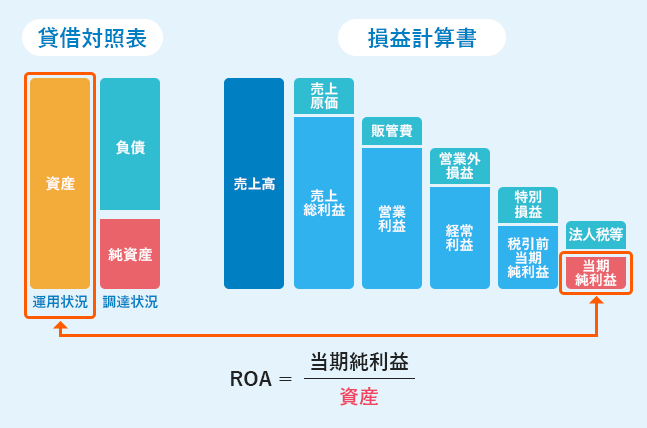 貸借対照表
損益計算書
資産
負債
純資産
運用状況
調達状況
売上高
売上
原価
売上
総利益
販管費
営業
利益
営業外
損益
経常
利益
特別
損益
税引前
当期
純利益
法人税等
当期
純利益
ROA = 当期純利益
資産